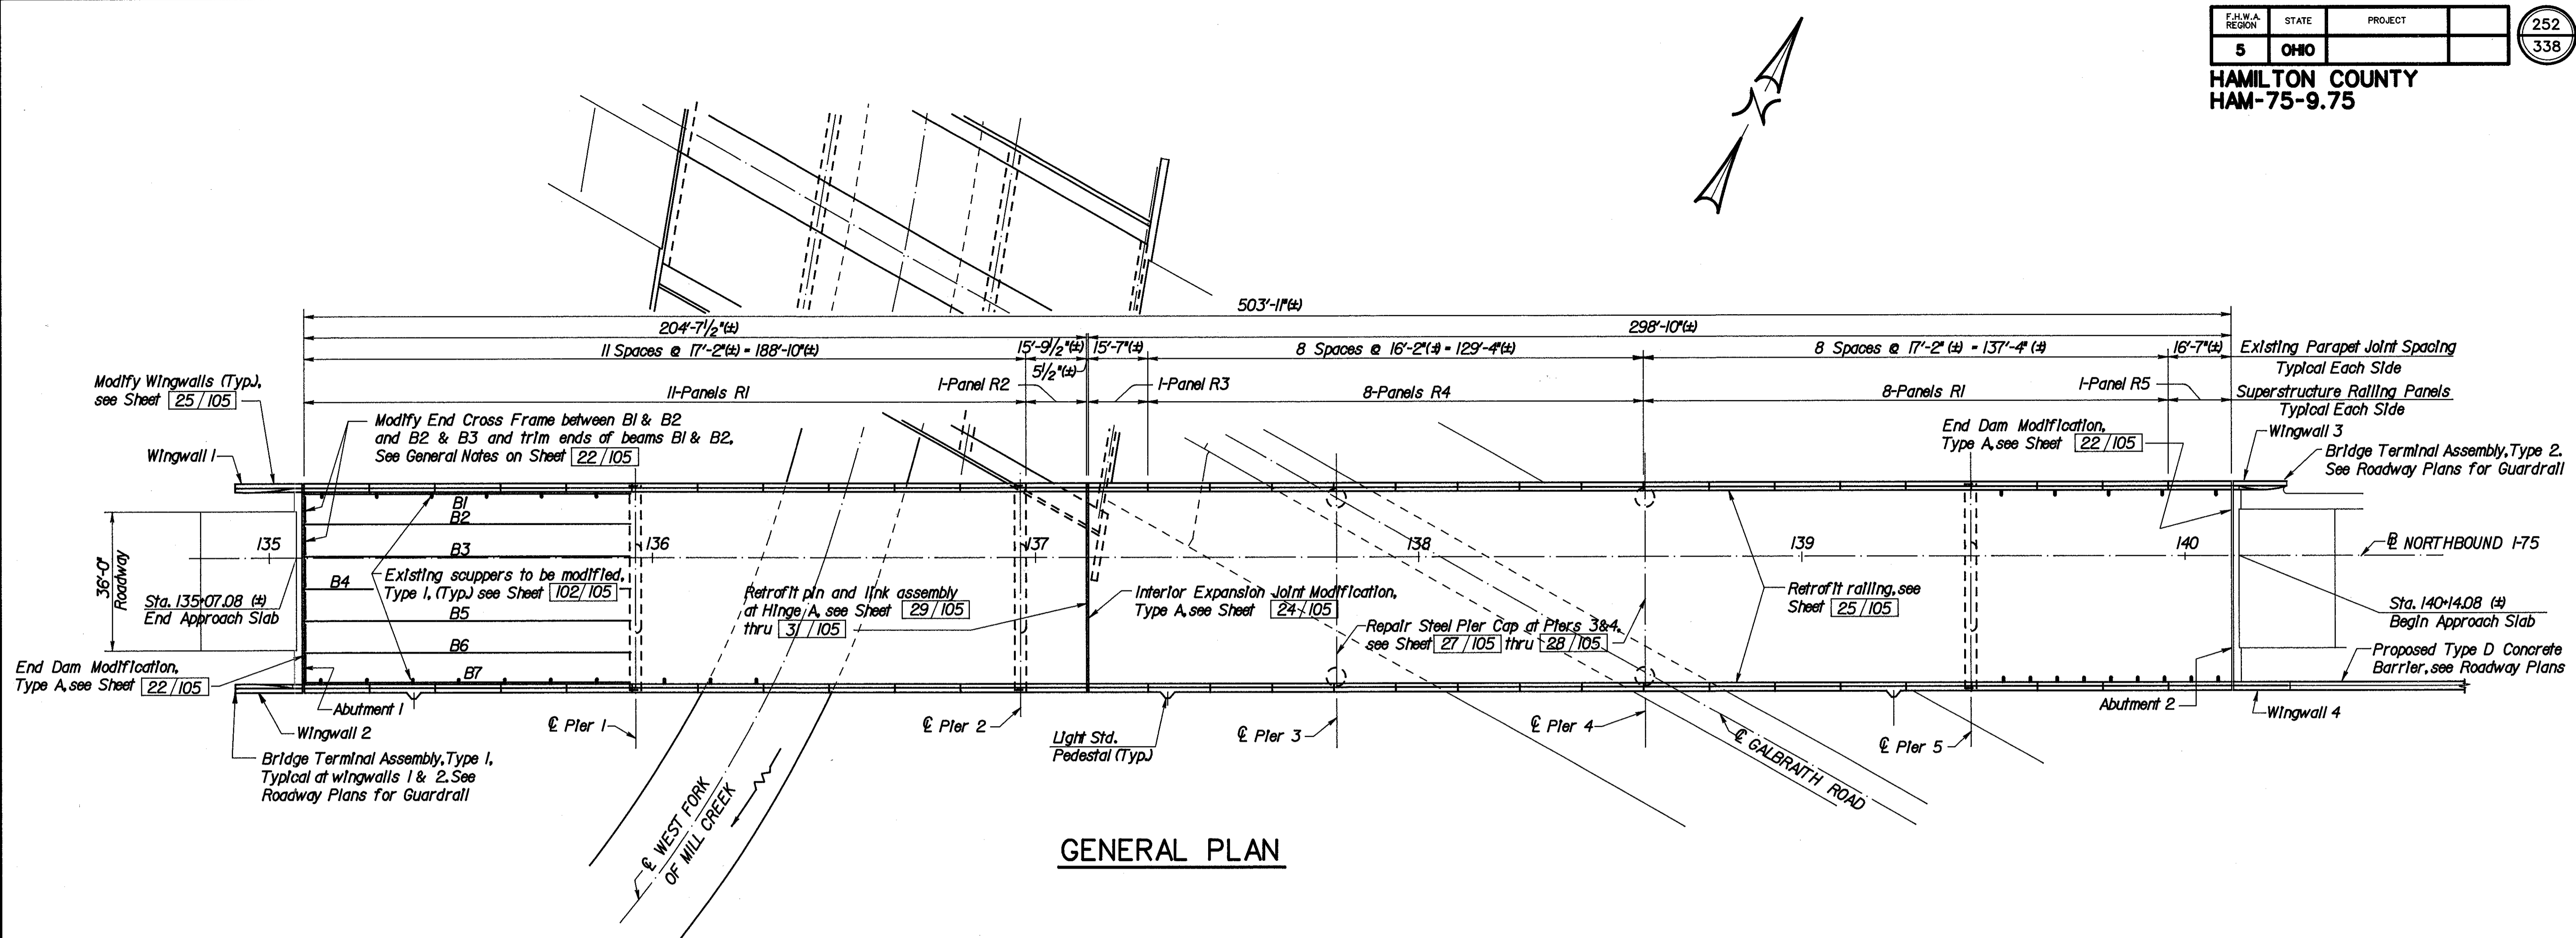 F.H.W.A. REGION
STATE
PROJECT
5
OHIO
252
338
HAMILTON COUNTY
HAM-75-9.75
503'-11"(±)
204'-7 1/2"(±)
298'-10"(±)
11 Spaces @ 17'-2"(±) = 188'-10"(±)
15'-9 1/2"(±)
15'-7"(±)
8 Spaces @ 16'-2"(±) = 129'-4"(±)
8 Spaces @ 17'-2" (±) = 137'-4" (±)
16'-7"(±)
Existing Parapet Joint Spacing
Typical Each Side
5 1/2"(±)
11-Panels R1
1-Panel R2
1-Panel R3
8-Panels R4
8-Panels R1
1-Panel R5
Superstructure Railing Panels
Typical Each Side
Modify Wingwalls (Typ.),
see Sheet 25/105
Modify End Cross Frame between B1 & B2
and B2 & B3 and trim ends of beams B1 & B2,
See General Notes on Sheet 22/105
Wingwall 1
End Dam Modification,
Type A, see Sheet 22/105
Wingwall 3
Bridge Terminal Assembly, Type 2.
See Roadway Plans for Guardrail
36'-0"
Roadway
B1
B2
B3
B4
B5
B6
B7
135
136
137
138
139
140
℄ NORTHBOUND I-75
Existing scuppers to be modified,
Type 1, (Typ.) see Sheet 102/105
Sta. 135+07.08 (±)
End Approach Slab
Retrofit pin and link assembly
at Hinge A, see Sheet 29/105
thru 31/105
Interior Expansion Joint Modification,
Type A, see Sheet 24/105
Repair Steel Pier Cap at Piers 3&4,
see Sheet 27/105 thru 28/105
Retrofit railing, see
Sheet 25/105
Sta. 140+14.08 (±)
Begin Approach Slab
Proposed Type D Concrete
Barrier, see Roadway Plans
End Dam Modification,
Type A, see Sheet 22/105
Abutment 1
Wingwall 2
Bridge Terminal Assembly, Type 1,
Typical at wingwalls 1 & 2. See
Roadway Plans for Guardrail
℄ Pier 1
℄ Pier 2
Light Std.
Pedestal (Typ.)
℄ Pier 3
℄ Pier 4
℄ Pier 5
Abutment 2
Wingwall 4
℄ WEST FORK
OF MILL CREEK
℄ GALBRAITH ROAD
GENERAL PLAN